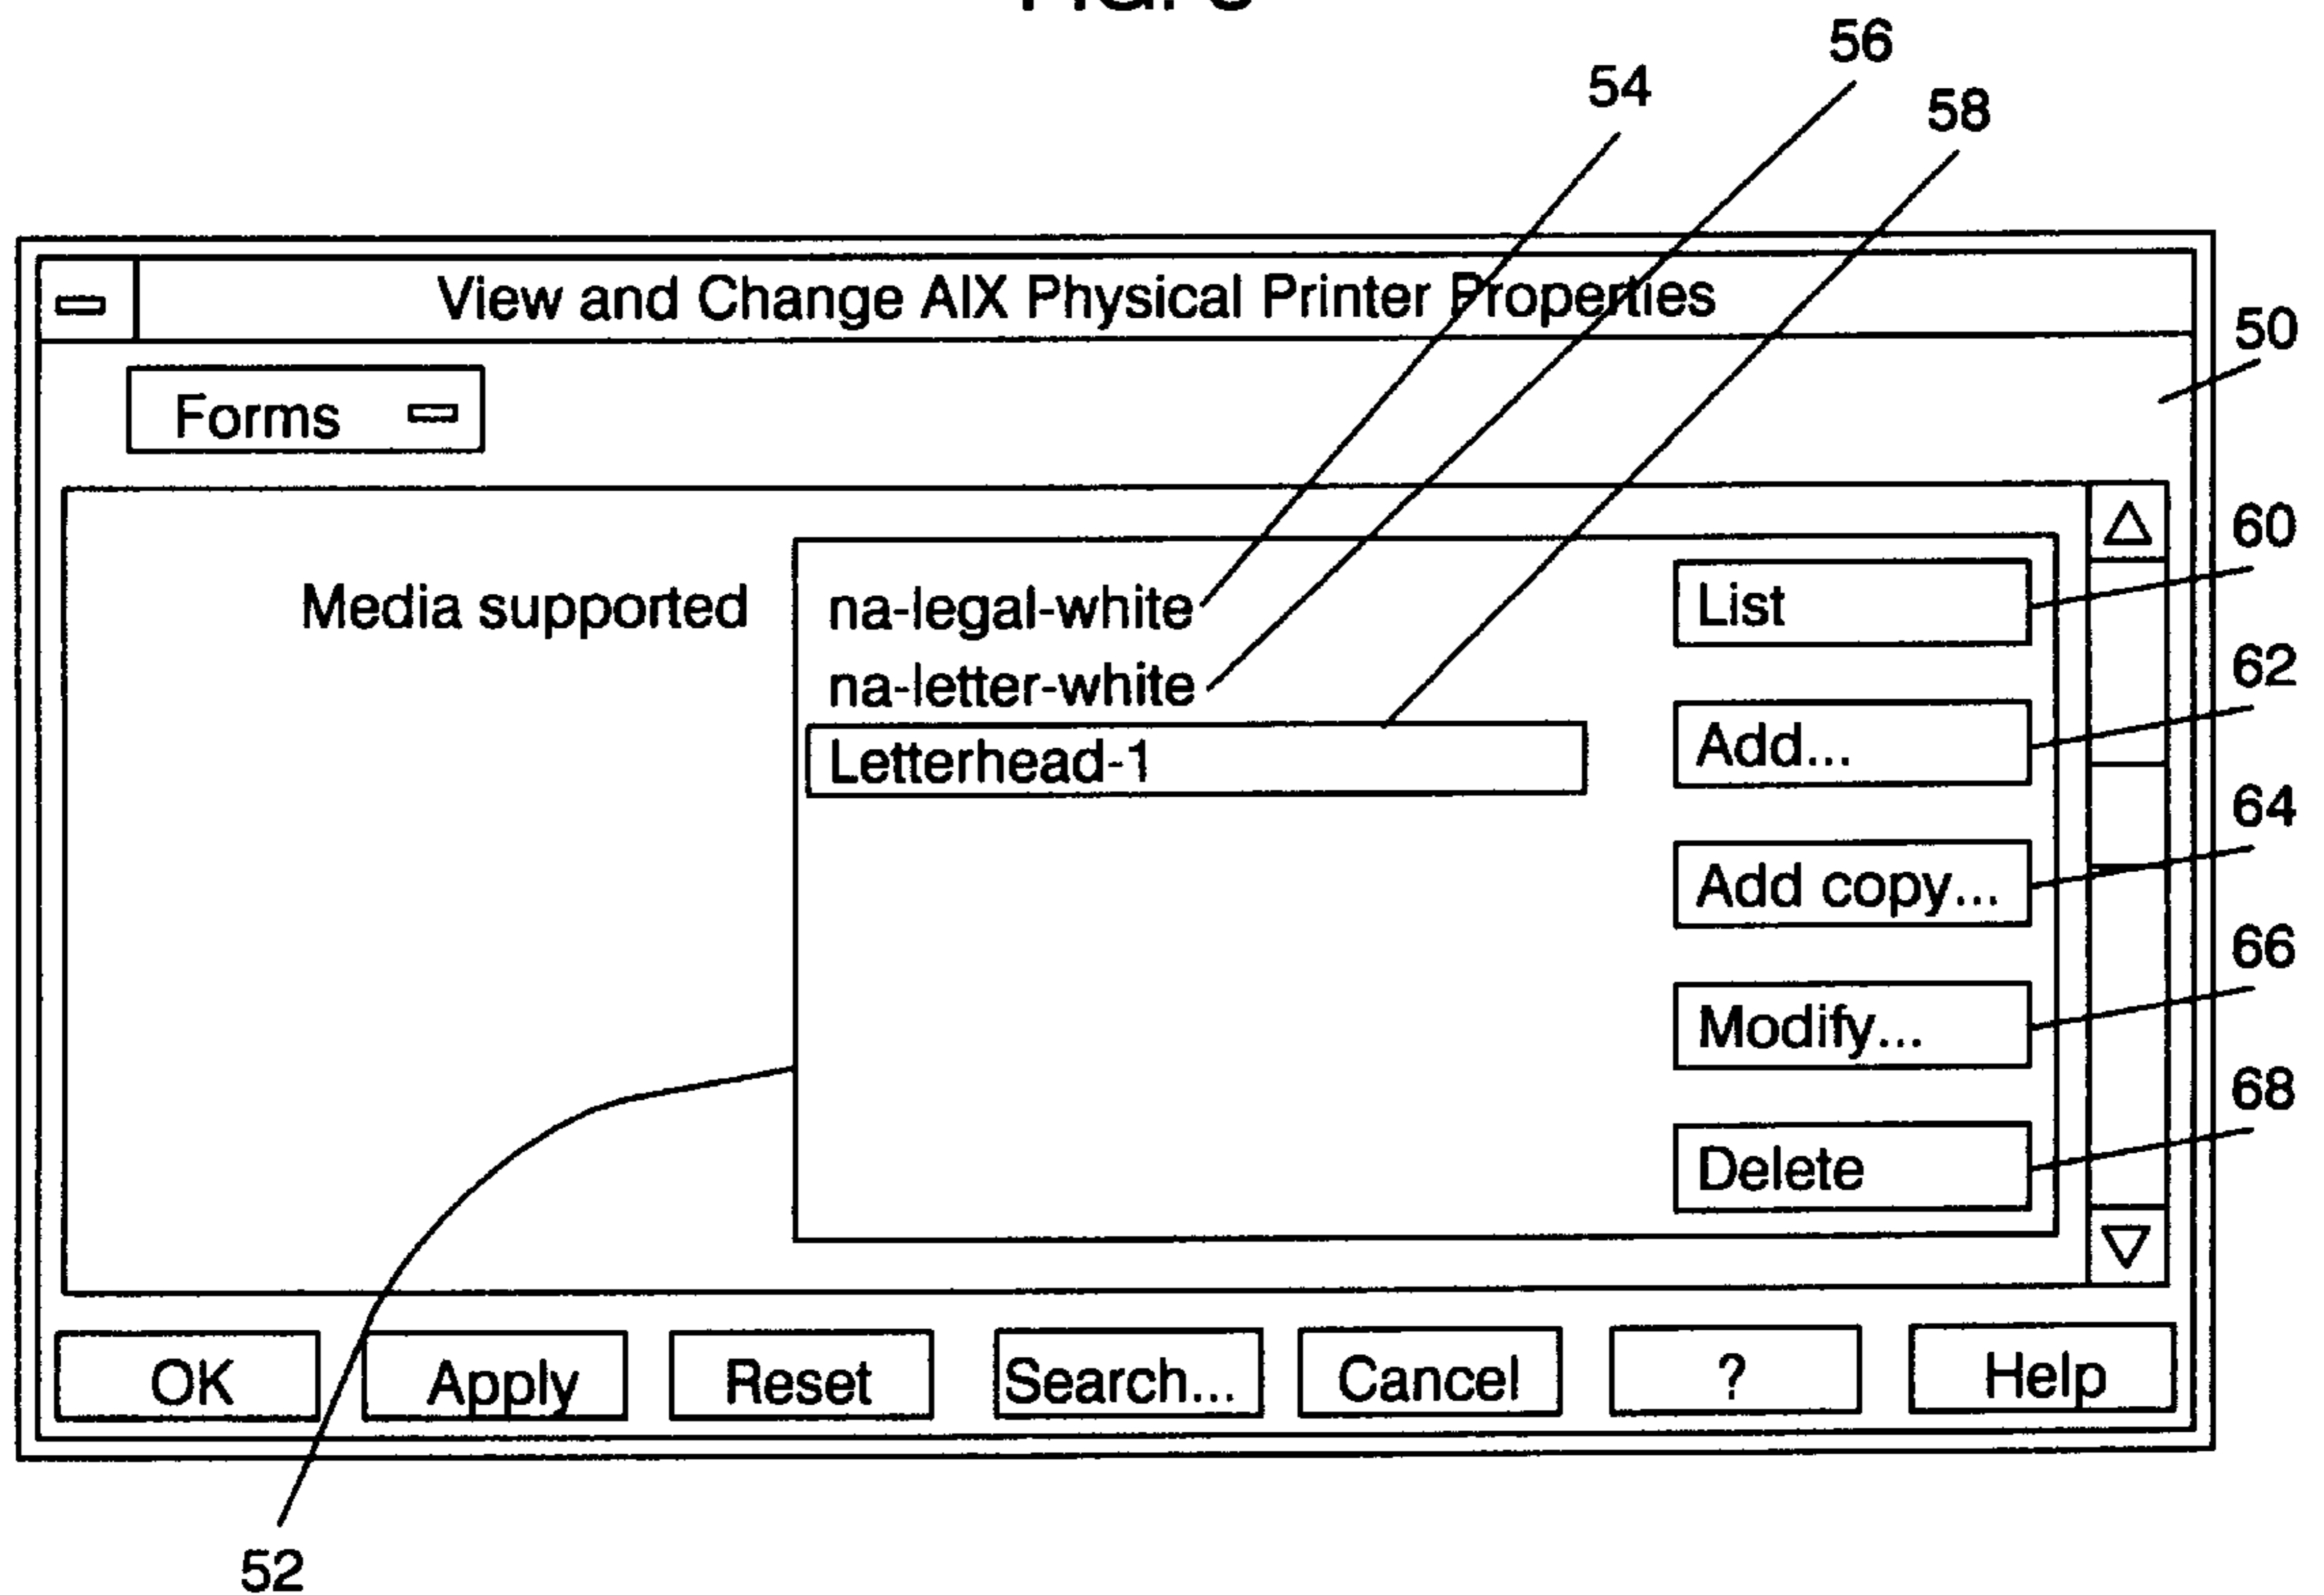 56
54
58
View and Change AIX Physical Printer Properties
50
Forms
60
Media supported
na-legal-white
List
na-letter-white
62
Letterhead-1
Add...
64
Add copy...
66
Modify...
68
Delete
OK
Apply
Reset
Search...
Cancel
?
Help
52